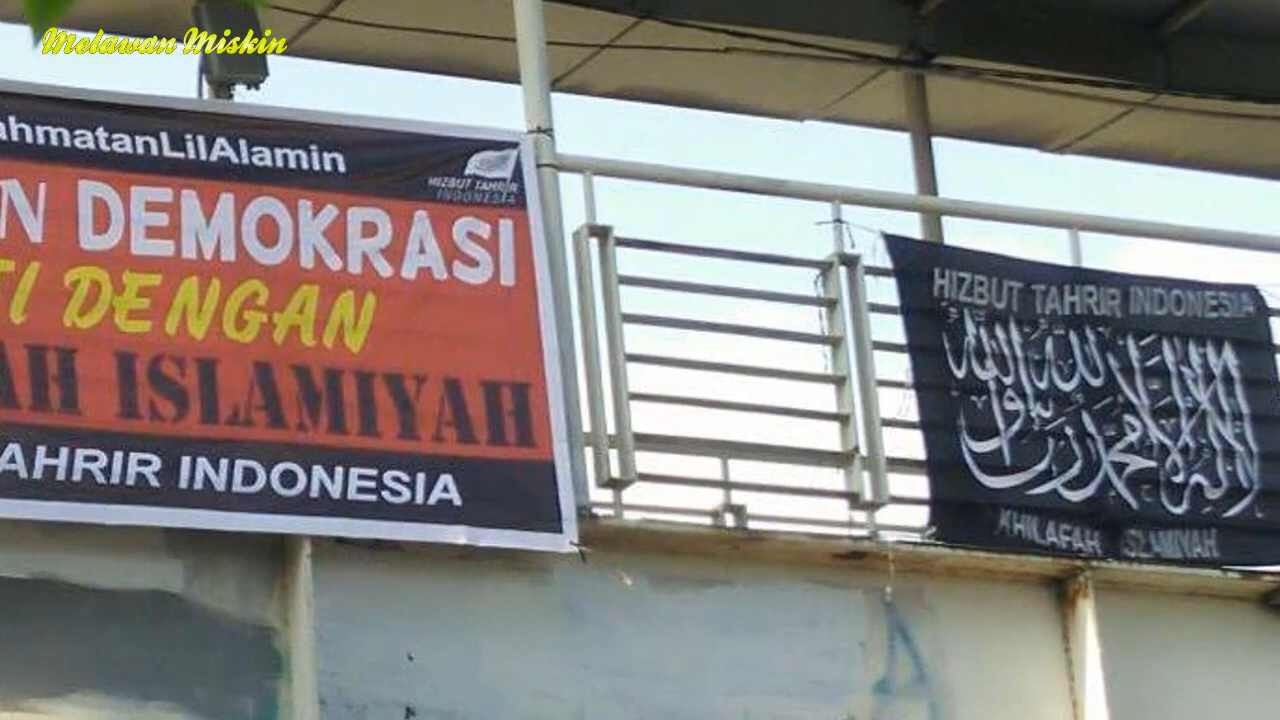 Melawan Miskin
ahmatanLilAlamin
HIZBUT TAHRIR
INDONESIA
N DEMOKRASI
TI DENGAN
AH ISLAMIYAH
AHRIR INDONESIA
HIZBUT TAHRIR INDONESIA
لا إله إلا الله محمد رسول الله
KHILAFAH ISLAMIYAH